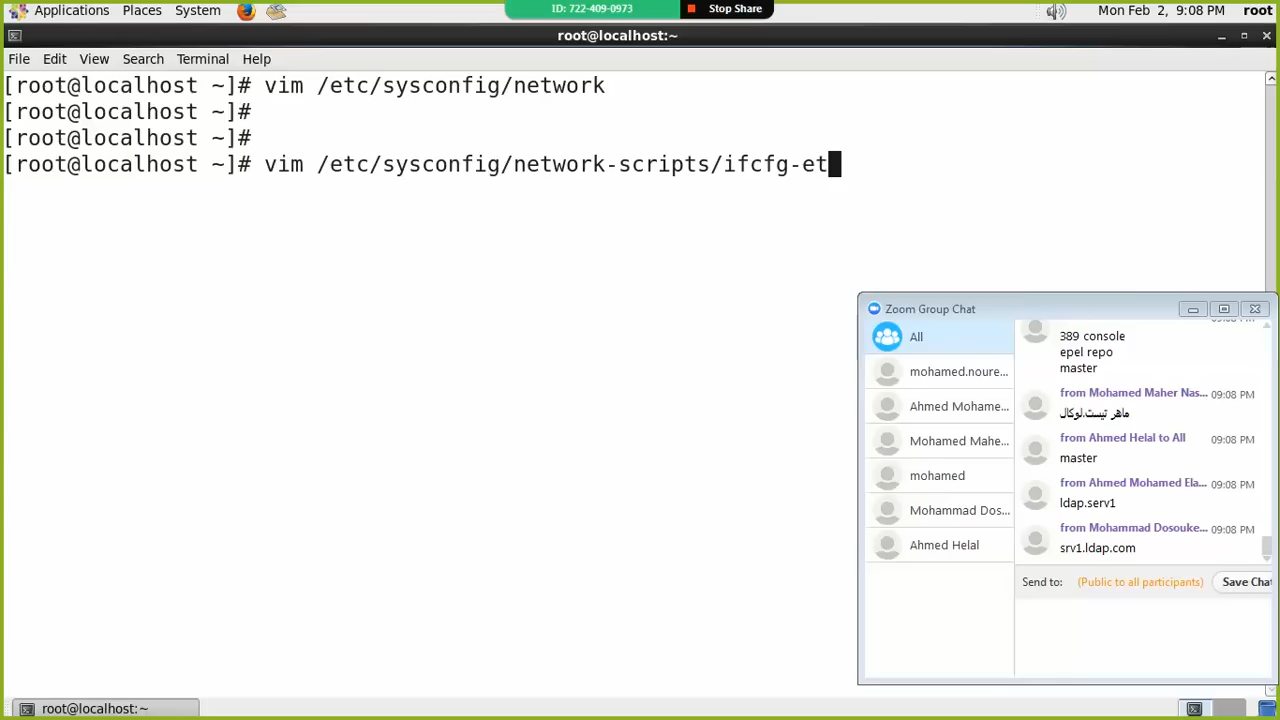 Applications Places System
ID: 722-409-0973
Stop Share
Mon Feb 2, 9:08 PM root
root@localhost:~
File Edit View Search Terminal Help
[root@localhost ~]# vim /etc/sysconfig/network
[root@localhost ~]#
[root@localhost ~]#
[root@localhost ~]# vim /etc/sysconfig/network-scripts/ifcfg-et
Zoom Group Chat
All
mohamed.noure...
Ahmed Mohame...
Mohamed Mahe...
mohamed
Mohammad Dos...
Ahmed Helal
389 console
epel repo
master
from Mohamed Maher Nas... 09:08 PM
ماهر تيست.لوكال
from Ahmed Helal to All 09:08 PM
master
from Ahmed Mohamed Ela... 09:08 PM
ldap.serv1
from Mohammad Dosouke... 09:08 PM
srv1.ldap.com
Send to: (Public to all participants) Save Cha
root@localhost:~